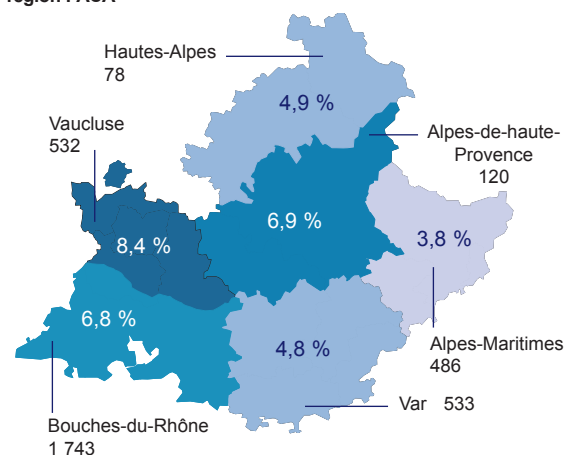 région PACA
Hautes-Alpes
78
4,9 %
Vaucluse
532
Alpes-de-haute-
Provence
120
6,9 %
8,4 %
3,8 %
6,8 %
4,8 %
Alpes-Maritimes
486
Var 533
Bouches-du-Rhône
1 743